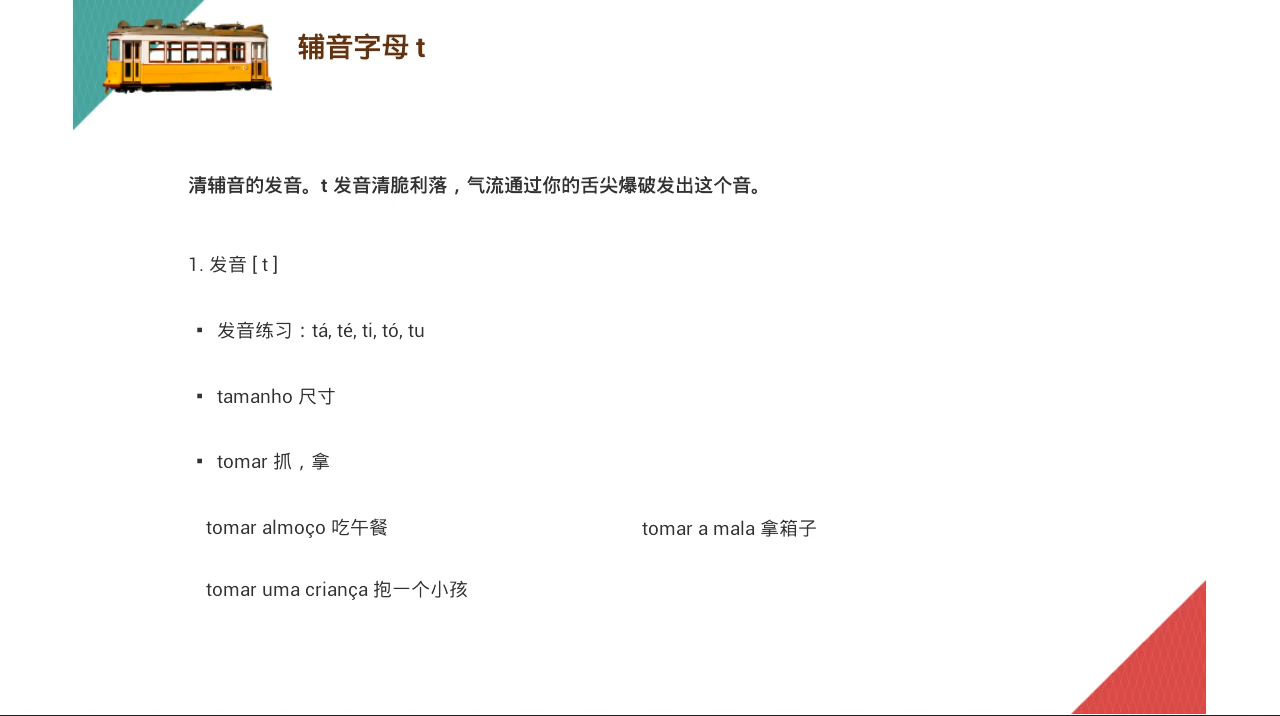 辅音字母 t
清辅音的发音。t 发音清脆利落，气流通过你的舌尖爆破发出这个音。
1. 发音 [ t ]
▪ 发音练习：tá, té, ti, tó, tu
▪ tamanho 尺寸
▪ tomar 抓，拿
tomar almoço 吃午餐
tomar a mala 拿箱子
tomar uma criança 抱一个小孩